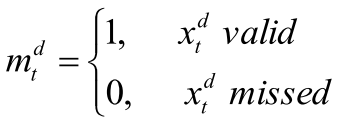 m_t^d = { 1, x_t^d valid
0, x_t^d missed